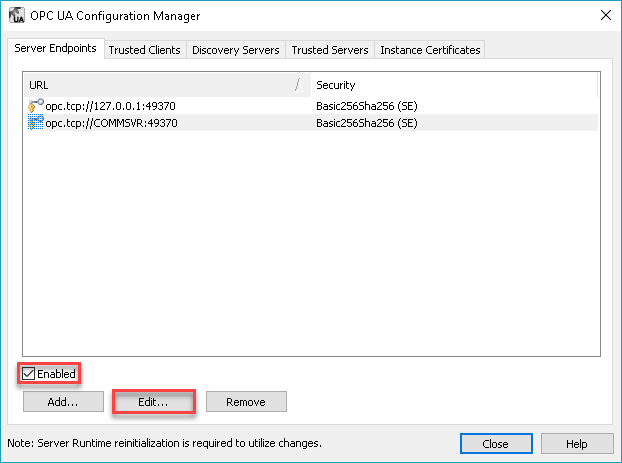 UA OPC UA Configuration Manager
Server Endpoints Trusted Clients Discovery Servers Trusted Servers Instance Certificates
URL Security
opc.tcp://127.0.0.1:49370 Basic256Sha256 (SE)
opc.tcp://COMMSVR:49370 Basic256Sha256 (SE)
Enabled
Add... Edit... Remove
Note: Server Runtime reinitialization is required to utilize changes. Close Help